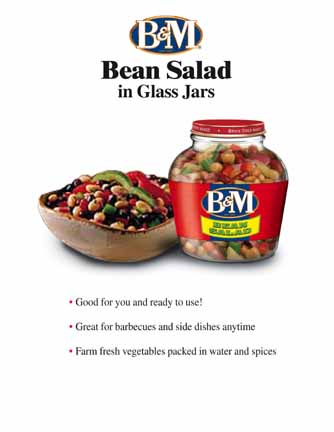 B&M
Bean Salad
in Glass Jars
B&M
BEAN
SALAD
• Good for you and ready to use!
• Great for barbecues and side dishes anytime
• Farm fresh vegetables packed in water and spices